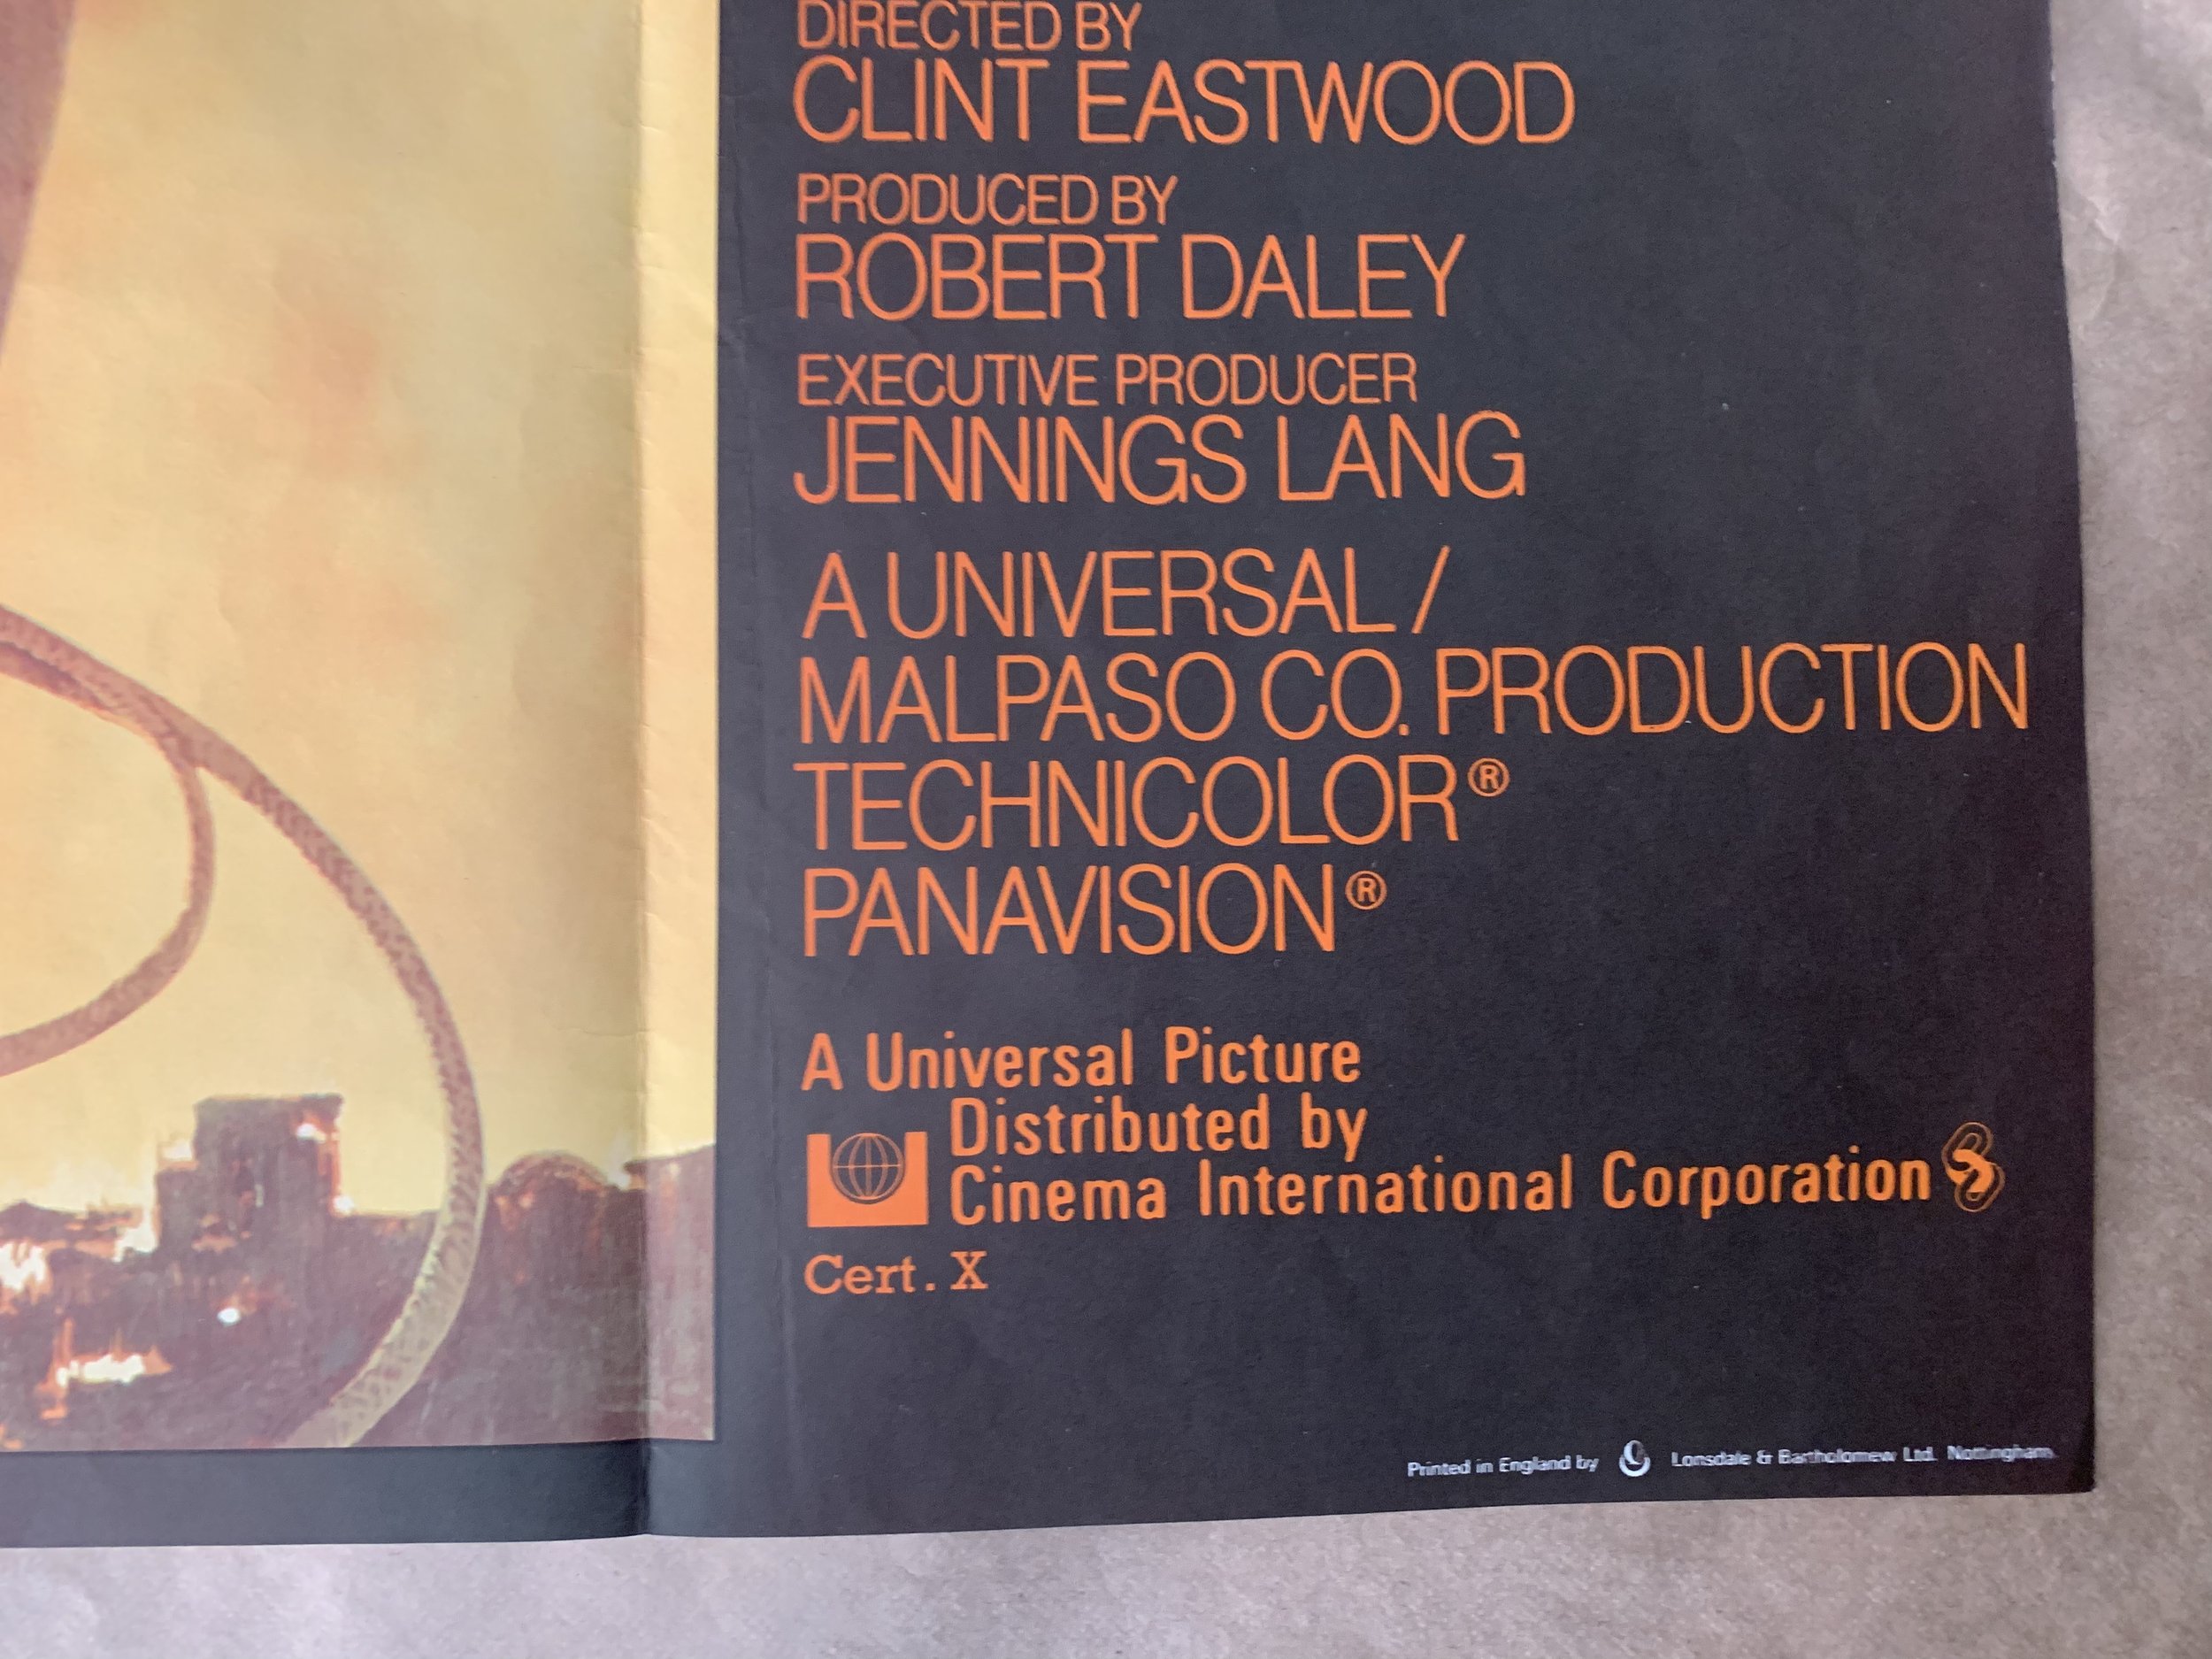 DIRECTED BY
CLINT EASTWOOD
PRODUCED BY
ROBERT DALEY
EXECUTIVE PRODUCER
JENNINGS LANG
A UNIVERSAL /
MALPASO CO. PRODUCTION
TECHNICOLOR®
PANAVISION®
A Universal Picture
Distributed by
Cinema International Corporation
Cert. X
Printed in England by Lonsdale & Bartholomew Ltd. Nottingham.